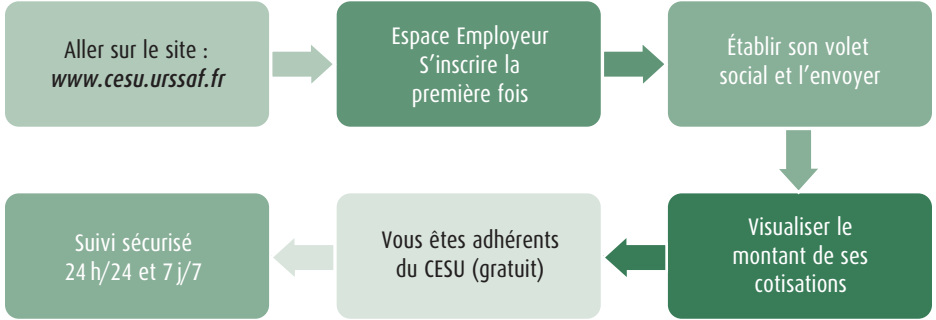 Aller sur le site :
www.cesu.urssaf.fr
Espace Employeur
S'inscrire la
première fois
Établir son volet
social et l'envoyer
Visualiser le
montant de ses
cotisations
Vous êtes adhérents
du CESU (gratuit)
Suivi sécurisé
24 h/24 et 7 j/7